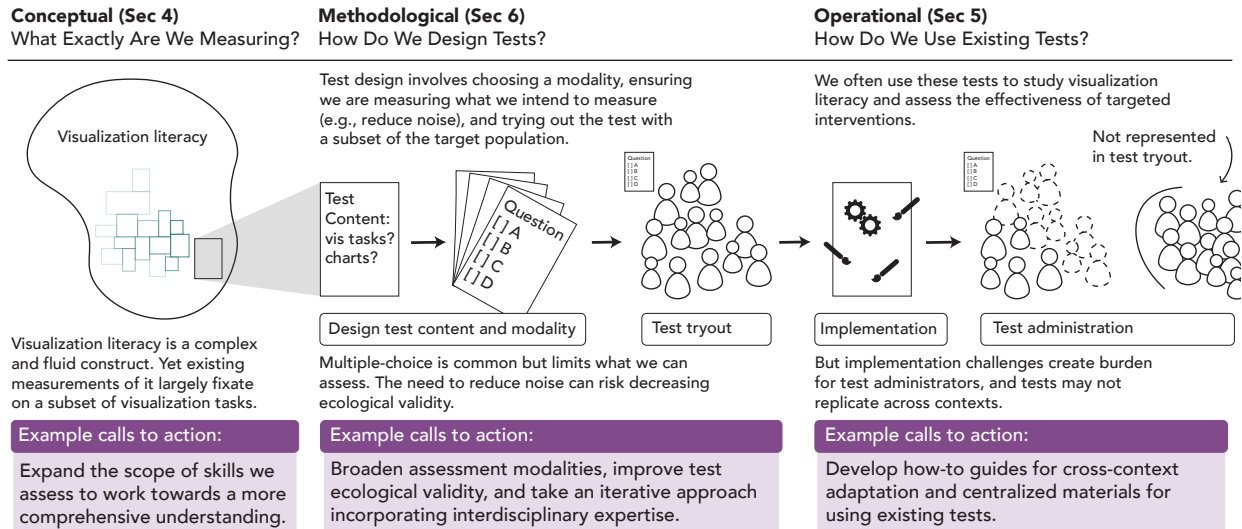 Conceptual (Sec 4)
What Exactly Are We Measuring?
Visualization literacy
Visualization literacy is a complex
and fluid construct. Yet existing
measurements of it largely fixate
on a subset of visualization tasks.
Example calls to action:
Expand the scope of skills we
assess to work towards a more
comprehensive understanding.
Methodological (Sec 6)
How Do We Design Tests?
Test design involves choosing a modality, ensuring
we are measuring what we intend to measure
(e.g., reduce noise), and trying out the test with
a subset of the target population.
Test
Content:
vis tasks?
charts?
Question
[ ] A
[ ] B
[ ] C
[ ] D
Question
[ ] A
[ ] B
[ ] C
[ ] D
Design test content and modality
Test tryout
Multiple-choice is common but limits what we can
assess. The need to reduce noise can risk decreasing
ecological validity.
Example calls to action:
Broaden assessment modalities, improve test
ecological validity, and take an iterative approach
incorporating interdisciplinary expertise.
Operational (Sec 5)
How Do We Use Existing Tests?
We often use these tests to study visualization
literacy and assess the effectiveness of targeted
interventions.
Not represented
in test tryout.
Question
[ ] A
[ ] B
[ ] C
[ ] D
Implementation
Test administration
But implementation challenges create burden
for test administrators, and tests may not
replicate across contexts.
Example calls to action:
Develop how-to guides for cross-context
adaptation and centralized materials for
using existing tests.